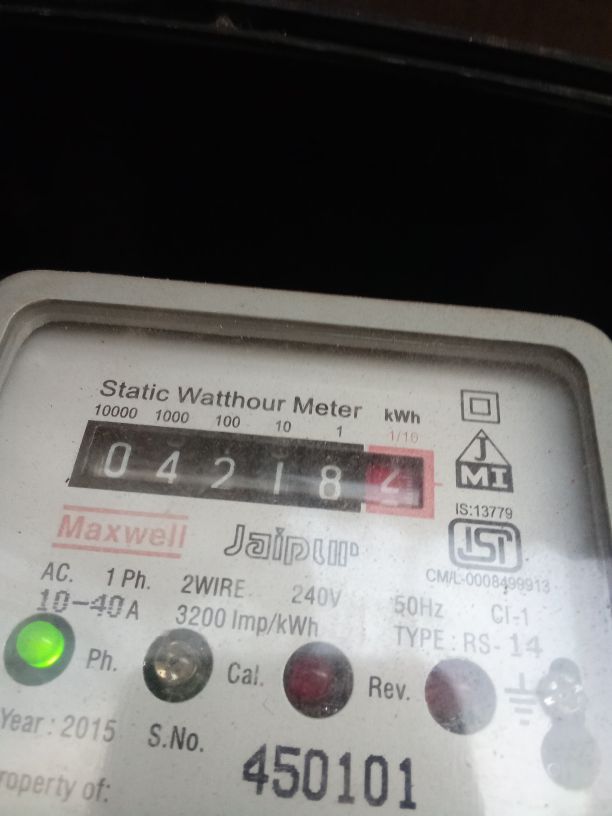 Static Watthour Meter kWh
10000 1000 100 10 1 1/10
0 4 2 1 8
J
MI
IS:13779
Maxwell Jaipur
ISI
CM/L-0008499913
AC. 1 Ph. 2WIRE 240V 50Hz Cl-1
10-40A 3200 Imp/kWh TYPE : RS-14
Ph. Cal. Rev.
Year : 2015 S.No.
450101
roperty of: